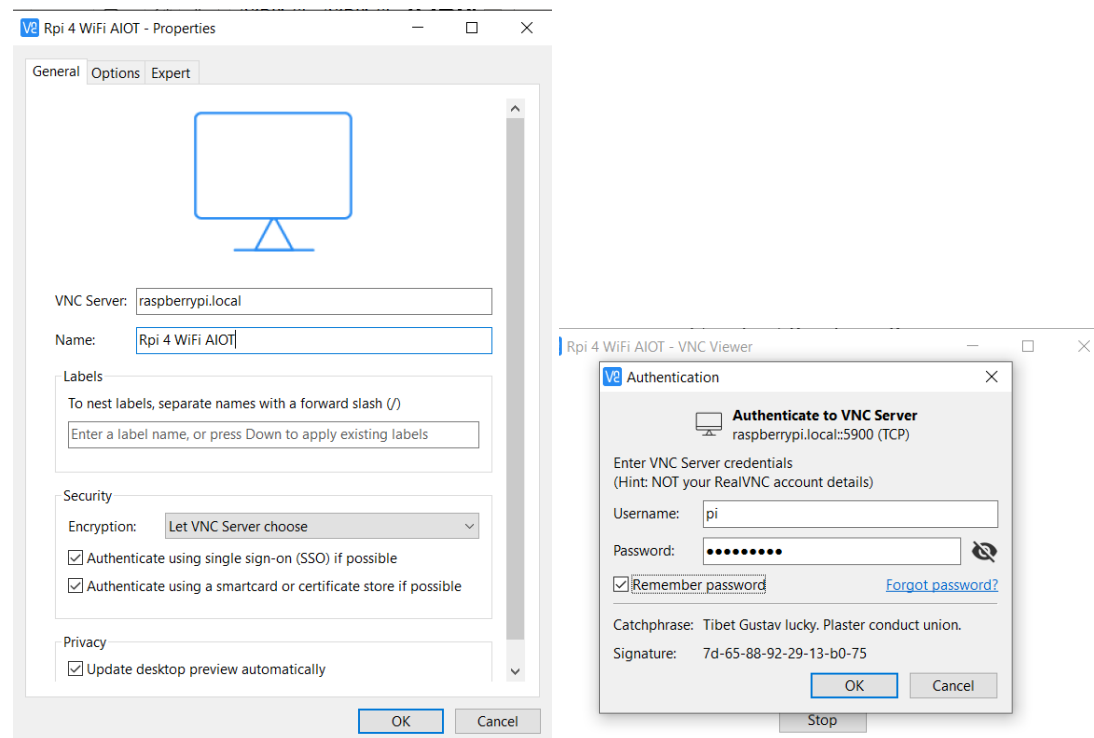 Rpi 4 WiFi AIOT - Properties
General Options Expert
VNC Server: raspberrypi.local
Name: Rpi 4 WiFi AIOT
Labels
To nest labels, separate names with a forward slash (/)
Enter a label name, or press Down to apply existing labels
Security
Encryption: Let VNC Server choose
Authenticate using single sign-on (SSO) if possible
Authenticate using a smartcard or certificate store if possible
Privacy
Update desktop preview automatically
OK Cancel
Rpi 4 WiFi AIOT - VNC Viewer
Authentication
Authenticate to VNC Server
raspberrypi.local::5900 (TCP)
Enter VNC Server credentials
(Hint: NOT your RealVNC account details)
Username: pi
Password: •••••••••
Remember password Forgot password?
Catchphrase: Tibet Gustav lucky. Plaster conduct union.
Signature: 7d-65-88-92-29-13-b0-75
OK Cancel
Stop